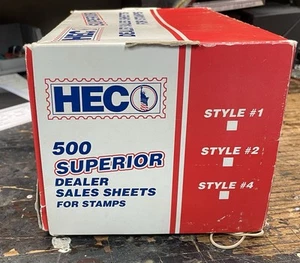 HECO
500
SUPERIOR
DEALER
SALES SHEETS
FOR STAMPS
STYLE #1
STYLE #2
STYLE #4